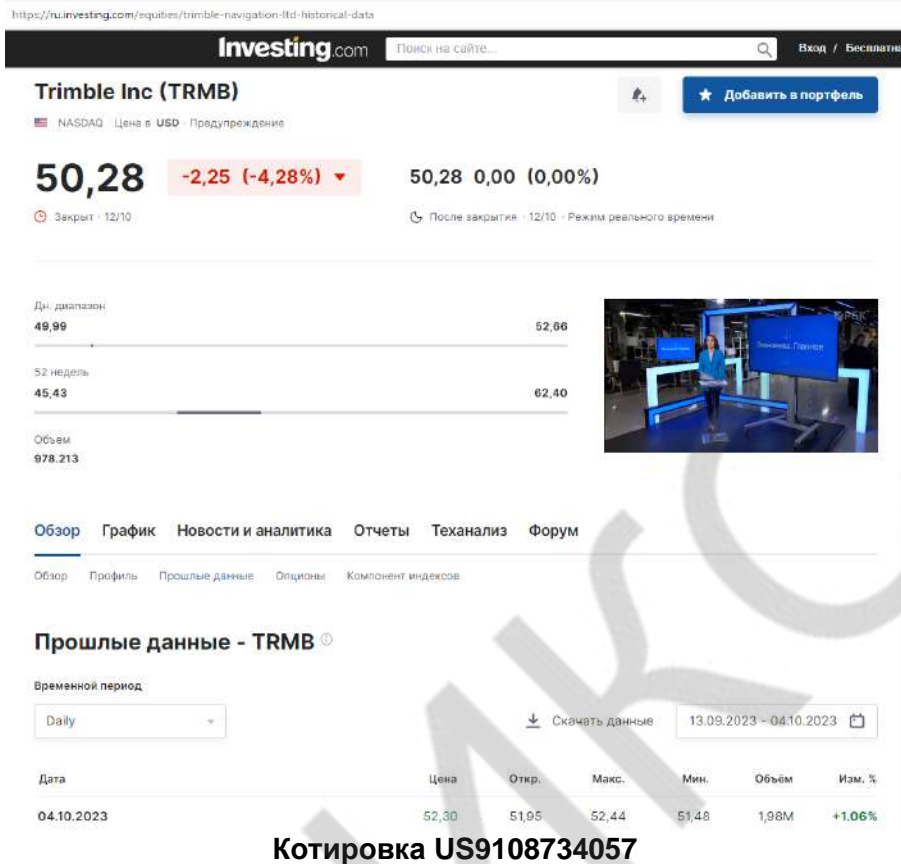 https://ru.investing.com/equities/trimble-navigation-ltd-historical-data
Investing.com Поиск на сайте... Вход / Бесплатна
Trimble Inc (TRMB)
Добавить в портфель
NASDAQ Цена в USD · Предупреждение
50,28 -2,25 (-4,28%) 50,28 0,00 (0,00%)
Закрыт · 12/10 После закрытия · 12/10 · Режим реального времени
Дн. диапазон
49,99 52,66
52 недель
45,43 62,40
Объем
978.213
РБК
Экономика. Главное
Обзор График Новости и аналитика Отчеты Теханализ Форум
Обзор Профиль Прошлые данные Опционы Компонент индексов
Прошлые данные - TRMB
Временной период
Daily Скачать данные 13.09.2023 - 04.10.2023
Дата Цена Откр. Макс. Мин. Объём Изм. %
04.10.2023 52,30 51,95 52,44 51,48 1,98M +1.06%
Котировка US9108734057